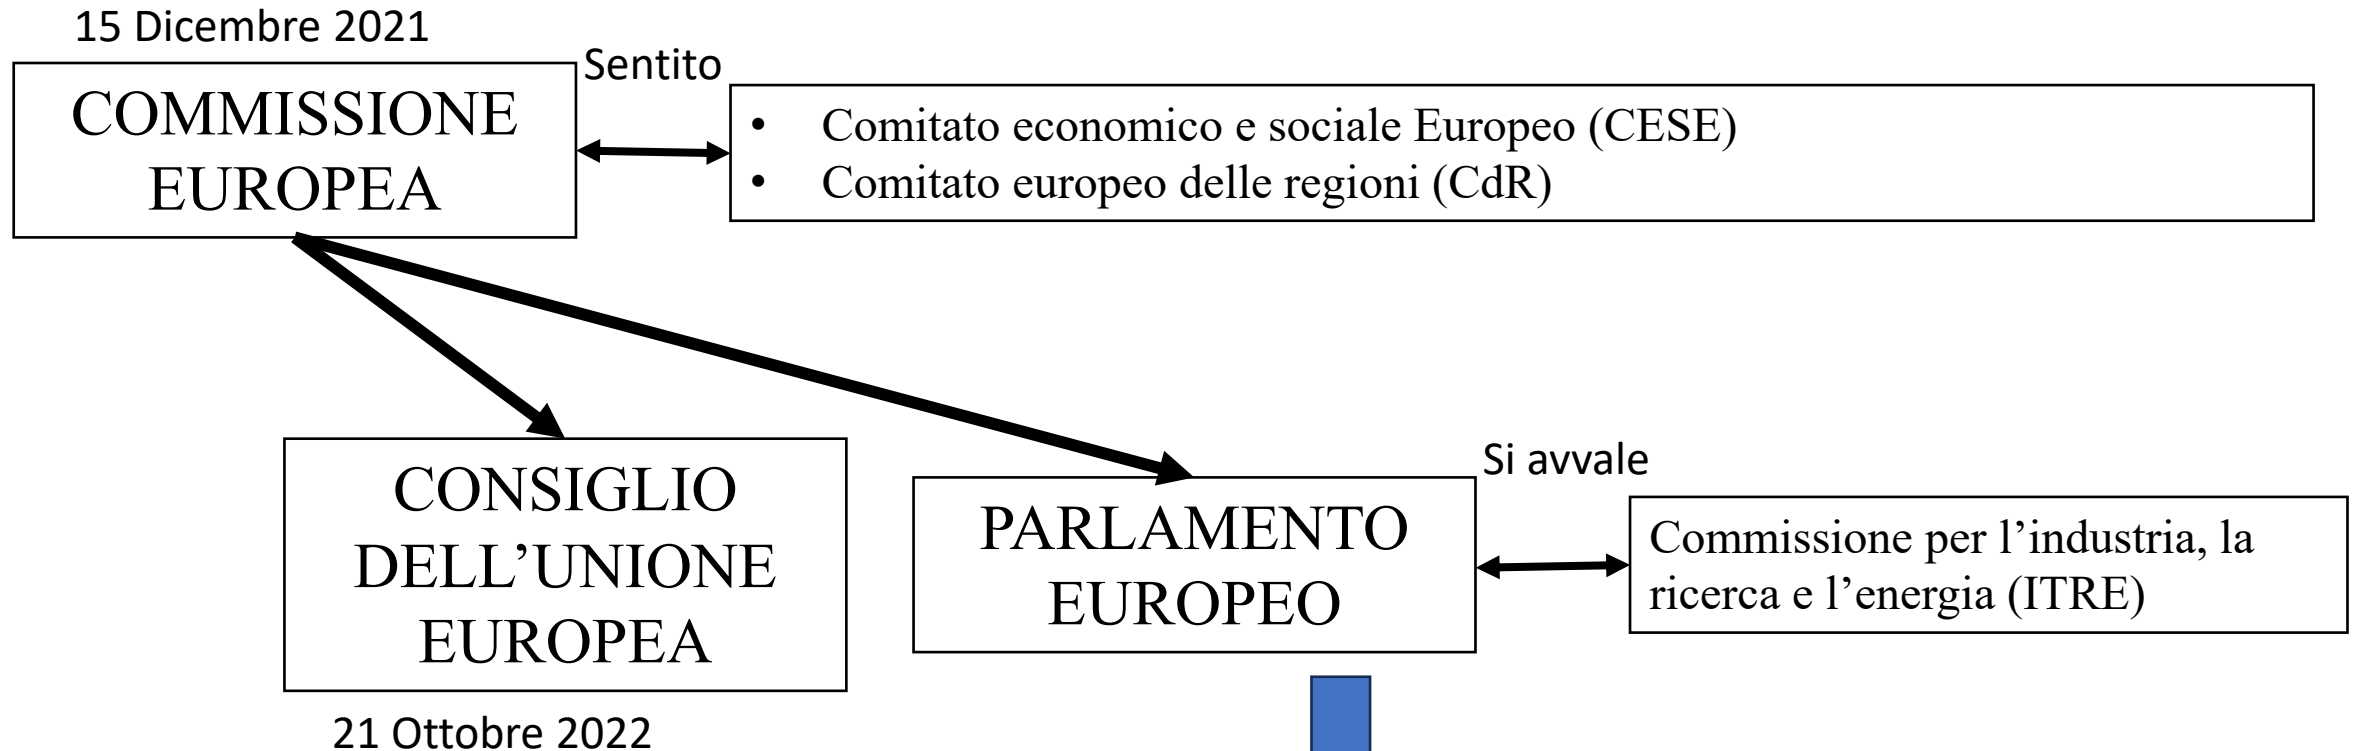 15 Dicembre 2021
Sentito
COMMISSIONE
EUROPEA
• Comitato economico e sociale Europeo (CESE)
• Comitato europeo delle regioni (CdR)
CONSIGLIO
DELL’UNIONE
EUROPEA
21 Ottobre 2022
PARLAMENTO
EUROPEO
Si avvale
Commissione per l’industria, la
ricerca e l’energia (ITRE)